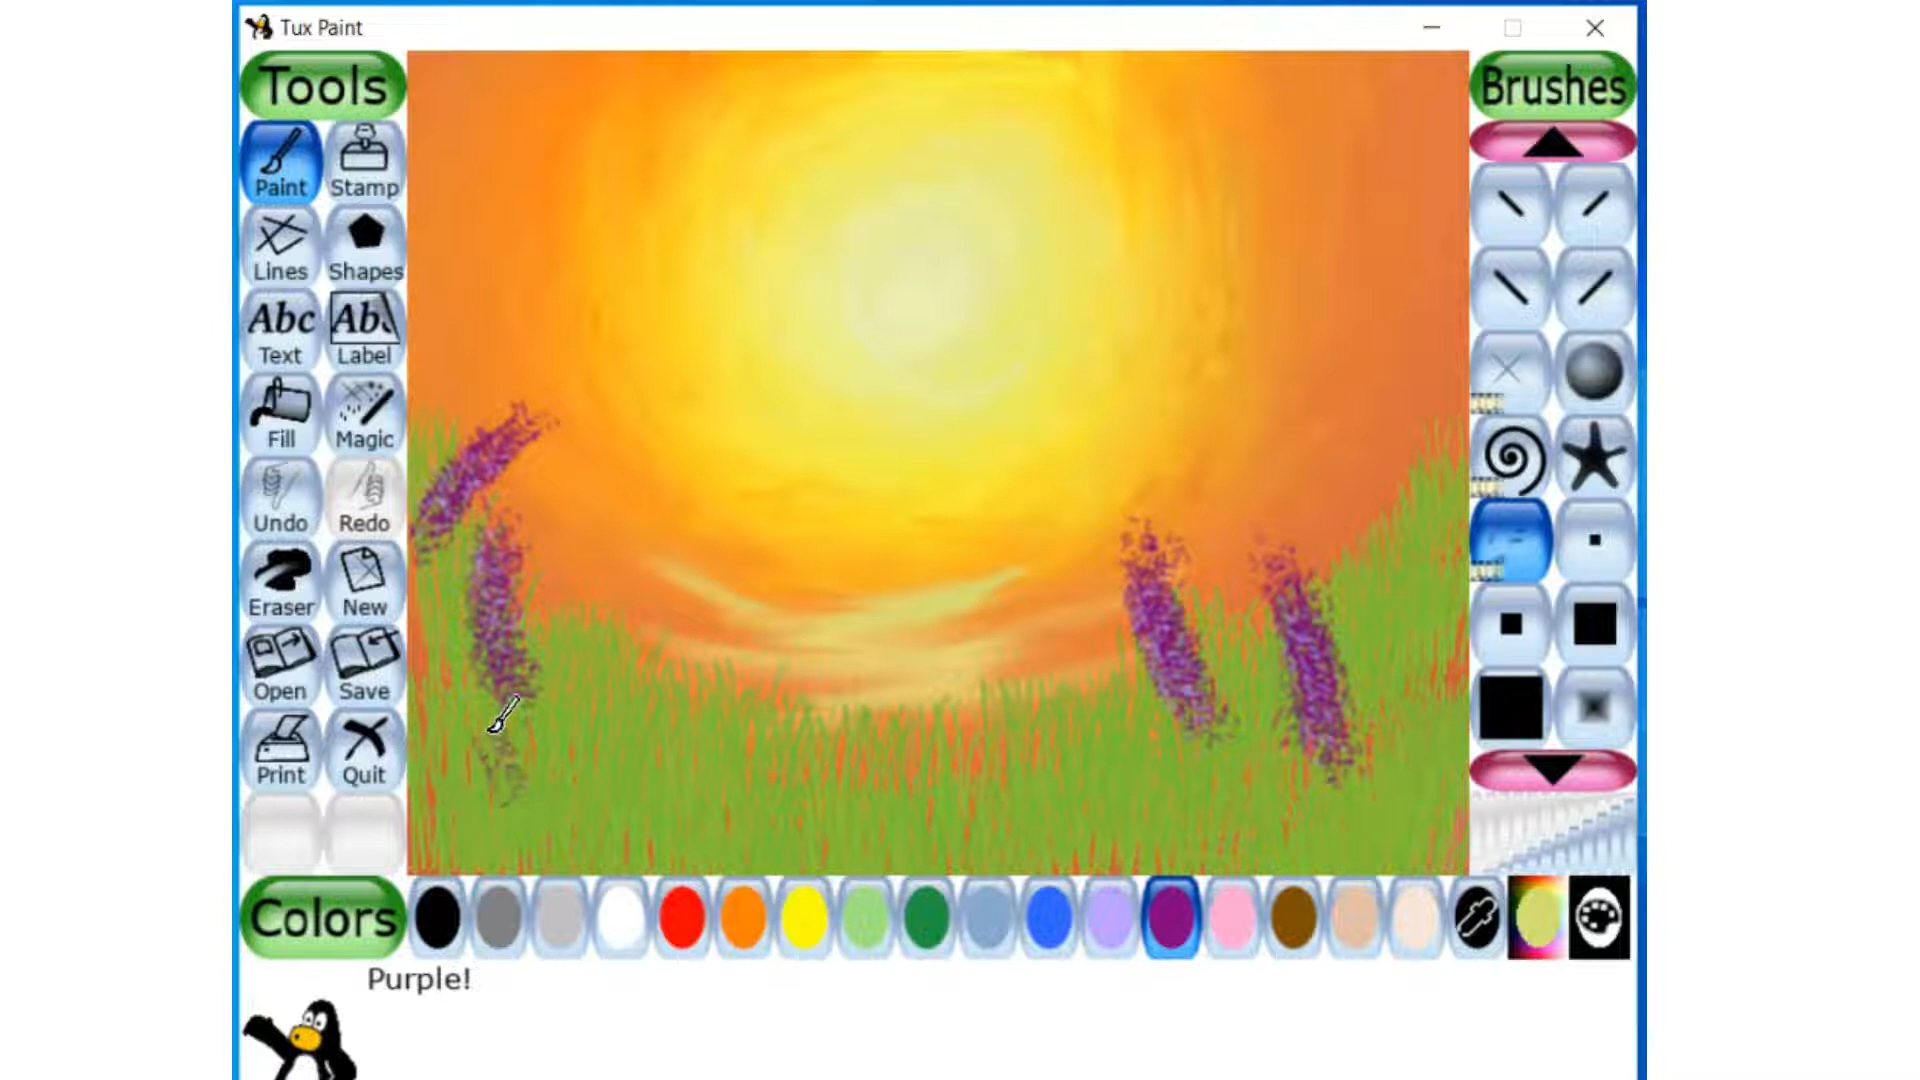 Tux Paint
Tools
Brushes
Paint
Stamp
Lines
Shapes
Abc
Abc
Text
Label
Fill
Magic
Undo
Redo
Eraser
New
Open
Save
Print
Quit
Colors
Purple!